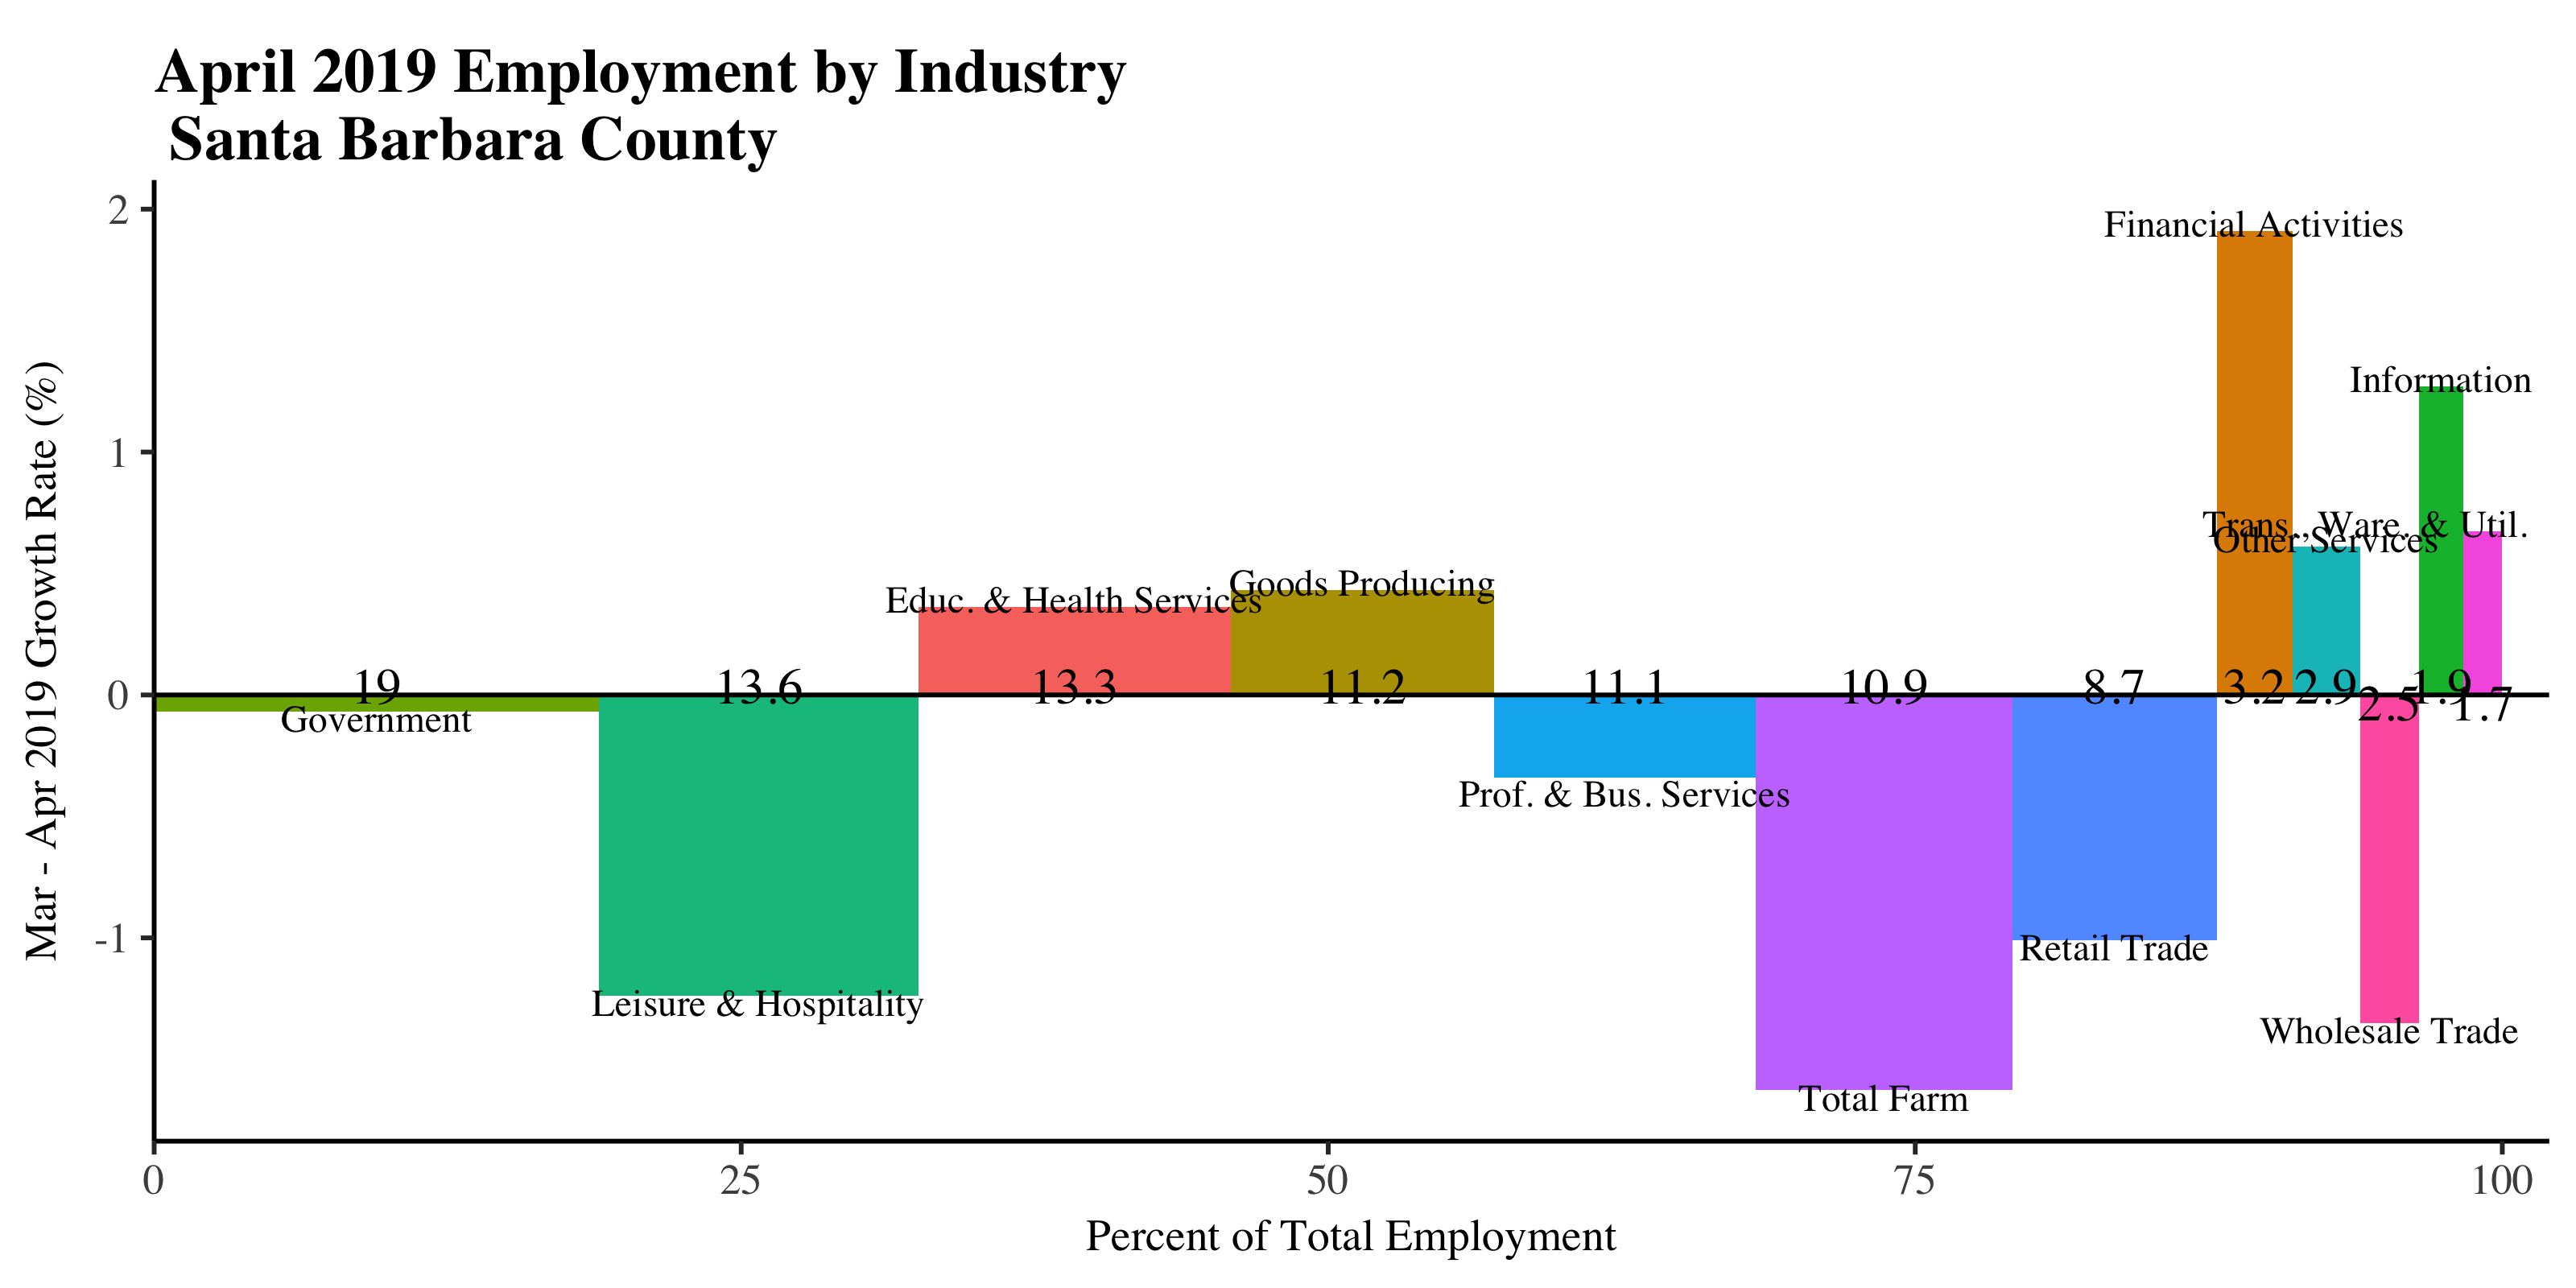 April 2019 Employment by Industry
Santa Barbara County
Mar - Apr 2019 Growth Rate (%)
2
1
0
-1
Financial Activities
Information
Trans., Ware. & Util.
Other Services
Goods Producing
Educ. & Health Services
19
13.6
13.3
11.2
11.1
10.9
8.7
3.2
2.9
2.5
1.9
1.7
Government
Prof. & Bus. Services
Retail Trade
Leisure & Hospitality
Wholesale Trade
Total Farm
0
25
50
75
100
Percent of Total Employment